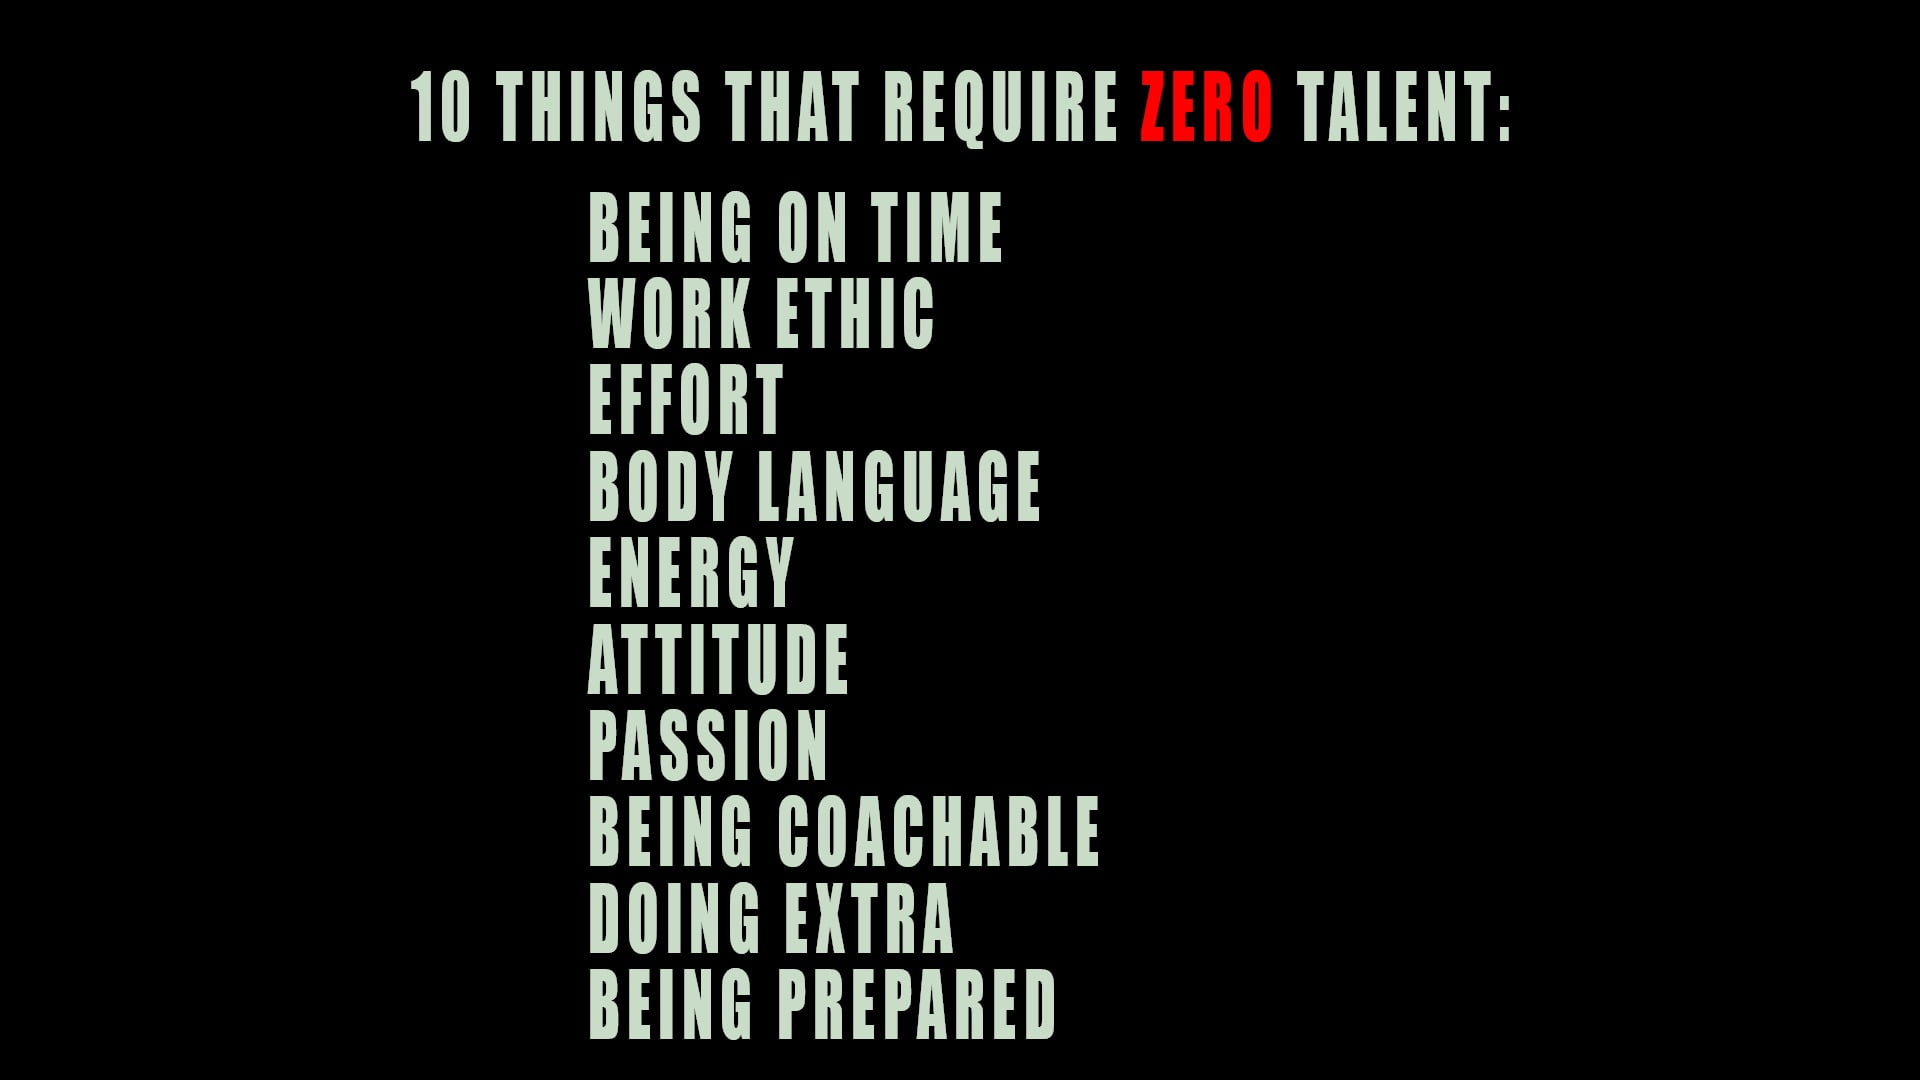 10 THINGS THAT REQUIRE ZERO TALENT:
BEING ON TIME
WORK ETHIC
EFFORT
BODY LANGUAGE
ENERGY
ATTITUDE
PASSION
BEING COACHABLE
DOING EXTRA
BEING PREPARED